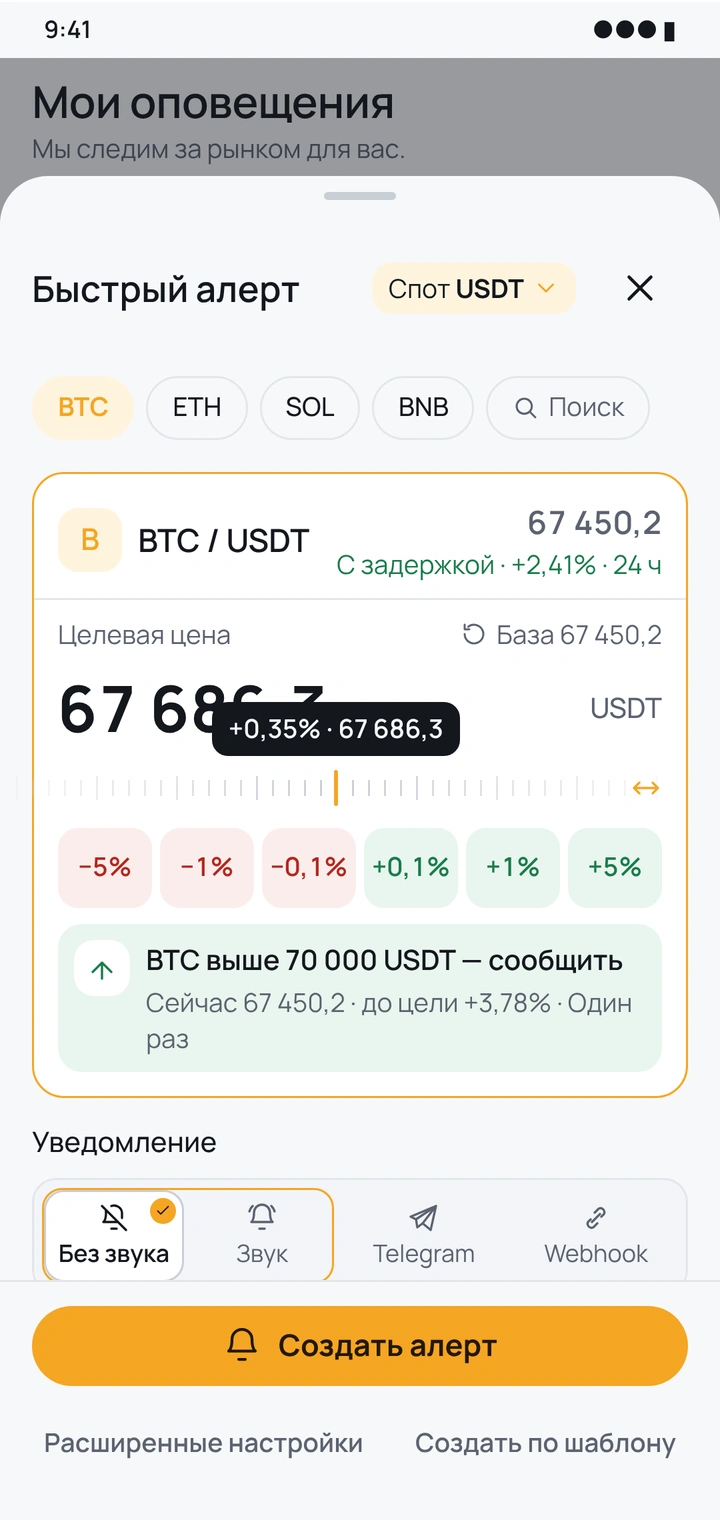 9:41
Мои оповещения
Мы следим за рынком для вас.
Быстрый алерт
Спот USDT
BTC
ETH
SOL
BNB
Поиск
B
BTC / USDT
67 450,2
С задержкой · +2,41% · 24 ч
Целевая цена
База 67 450,2
67 686,3
USDT
+0,35% · 67 686,3
−5%
−1%
−0,1%
+0,1%
+1%
+5%
BTC выше 70 000 USDT — сообщить
Сейчас 67 450,2 · до цели +3,78% · Один
раз
Уведомление
Без звука
Звук
Telegram
Webhook
Создать алерт
Расширенные настройки
Создать по шаблону